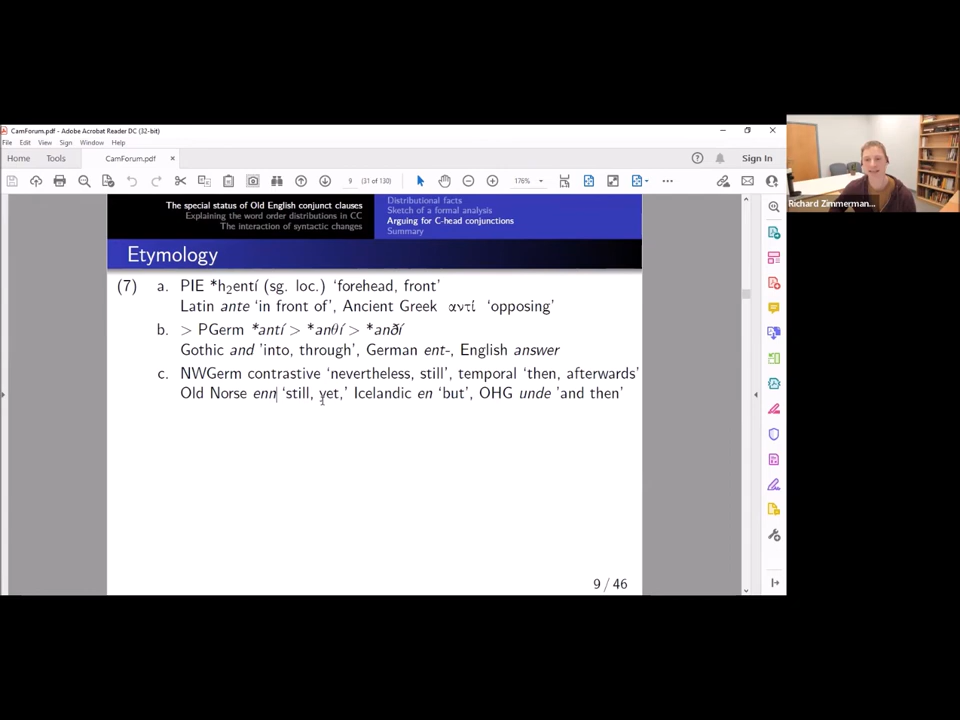 CamForum.pdf - Adobe Acrobat Reader DC (32-bit)
File Edit View Sign Window Help
Home Tools CamForum.pdf × Sign In
9 (31 of 130) 176%
The special status of Old English conjunct clauses
Explaining the word order distributions in CC
The interaction of syntactic changes
Distributional facts
Sketch of a formal analysis
Arguing for C-head conjunctions
Summary
Etymology
(7) a. PIE *h₂entí (sg. loc.) ‘forehead, front’
Latin ante ‘in front of’, Ancient Greek αντί ‘opposing’
b. > PGerm *antí > *anθí > *anðí
Gothic and ’into, through’, German ent-, English answer
c. NWGerm contrastive ‘nevertheless, still’, temporal ‘then, afterwards’
Old Norse enn ‘still, yet,’ Icelandic en ‘but’, OHG unde ’and then’
9 / 46
Richard Zimmerman...